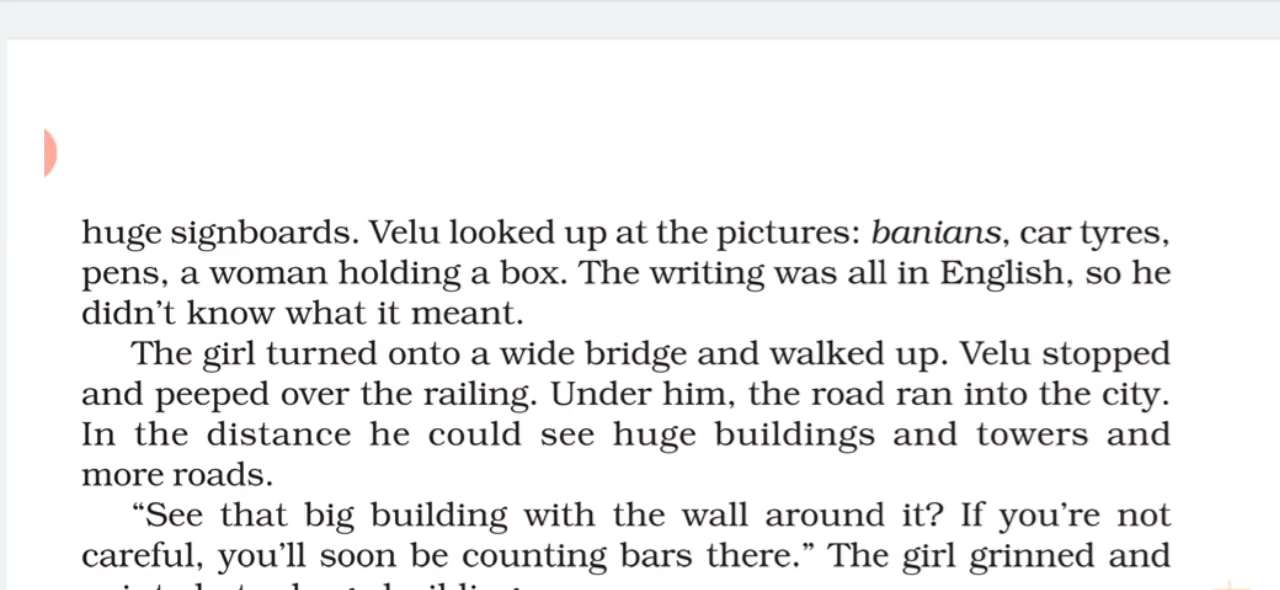 huge signboards. Velu looked up at the pictures: banians, car tyres,
pens, a woman holding a box. The writing was all in English, so he
didn’t know what it meant.
The girl turned onto a wide bridge and walked up. Velu stopped
and peeped over the railing. Under him, the road ran into the city.
In the distance he could see huge buildings and towers and
more roads.
“See that big building with the wall around it? If you’re not
careful, you’ll soon be counting bars there.” The girl grinned and